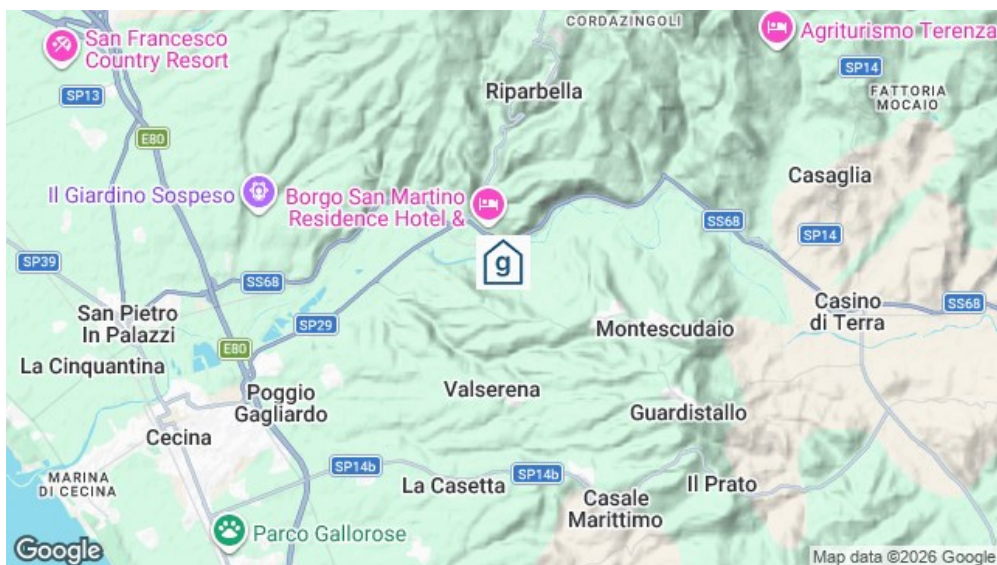 CORDAZINGOLI
San Francesco
Country Resort
Agriturismo Terenza
SP14
SP13
Riparbella
FATTORIA
MOCAIO
E80
Casaglia
Il Giardino Sospeso
Borgo San Martino
Residence Hotel &
SS68
SP14
SP39
g
SS68
San Pietro
In Palazzi
SP29
Montescudaio
Casino
di Terra
SS68
La Cinquantina
E80
Poggio
Gagliardo
Valserena
Guardistallo
Cecina
MARINA
DI CECINA
SP14b
La Casetta
SP14b
Il Prato
Casale
Marittimo
Parco Gallorose
Google
Map data ©2026 Google